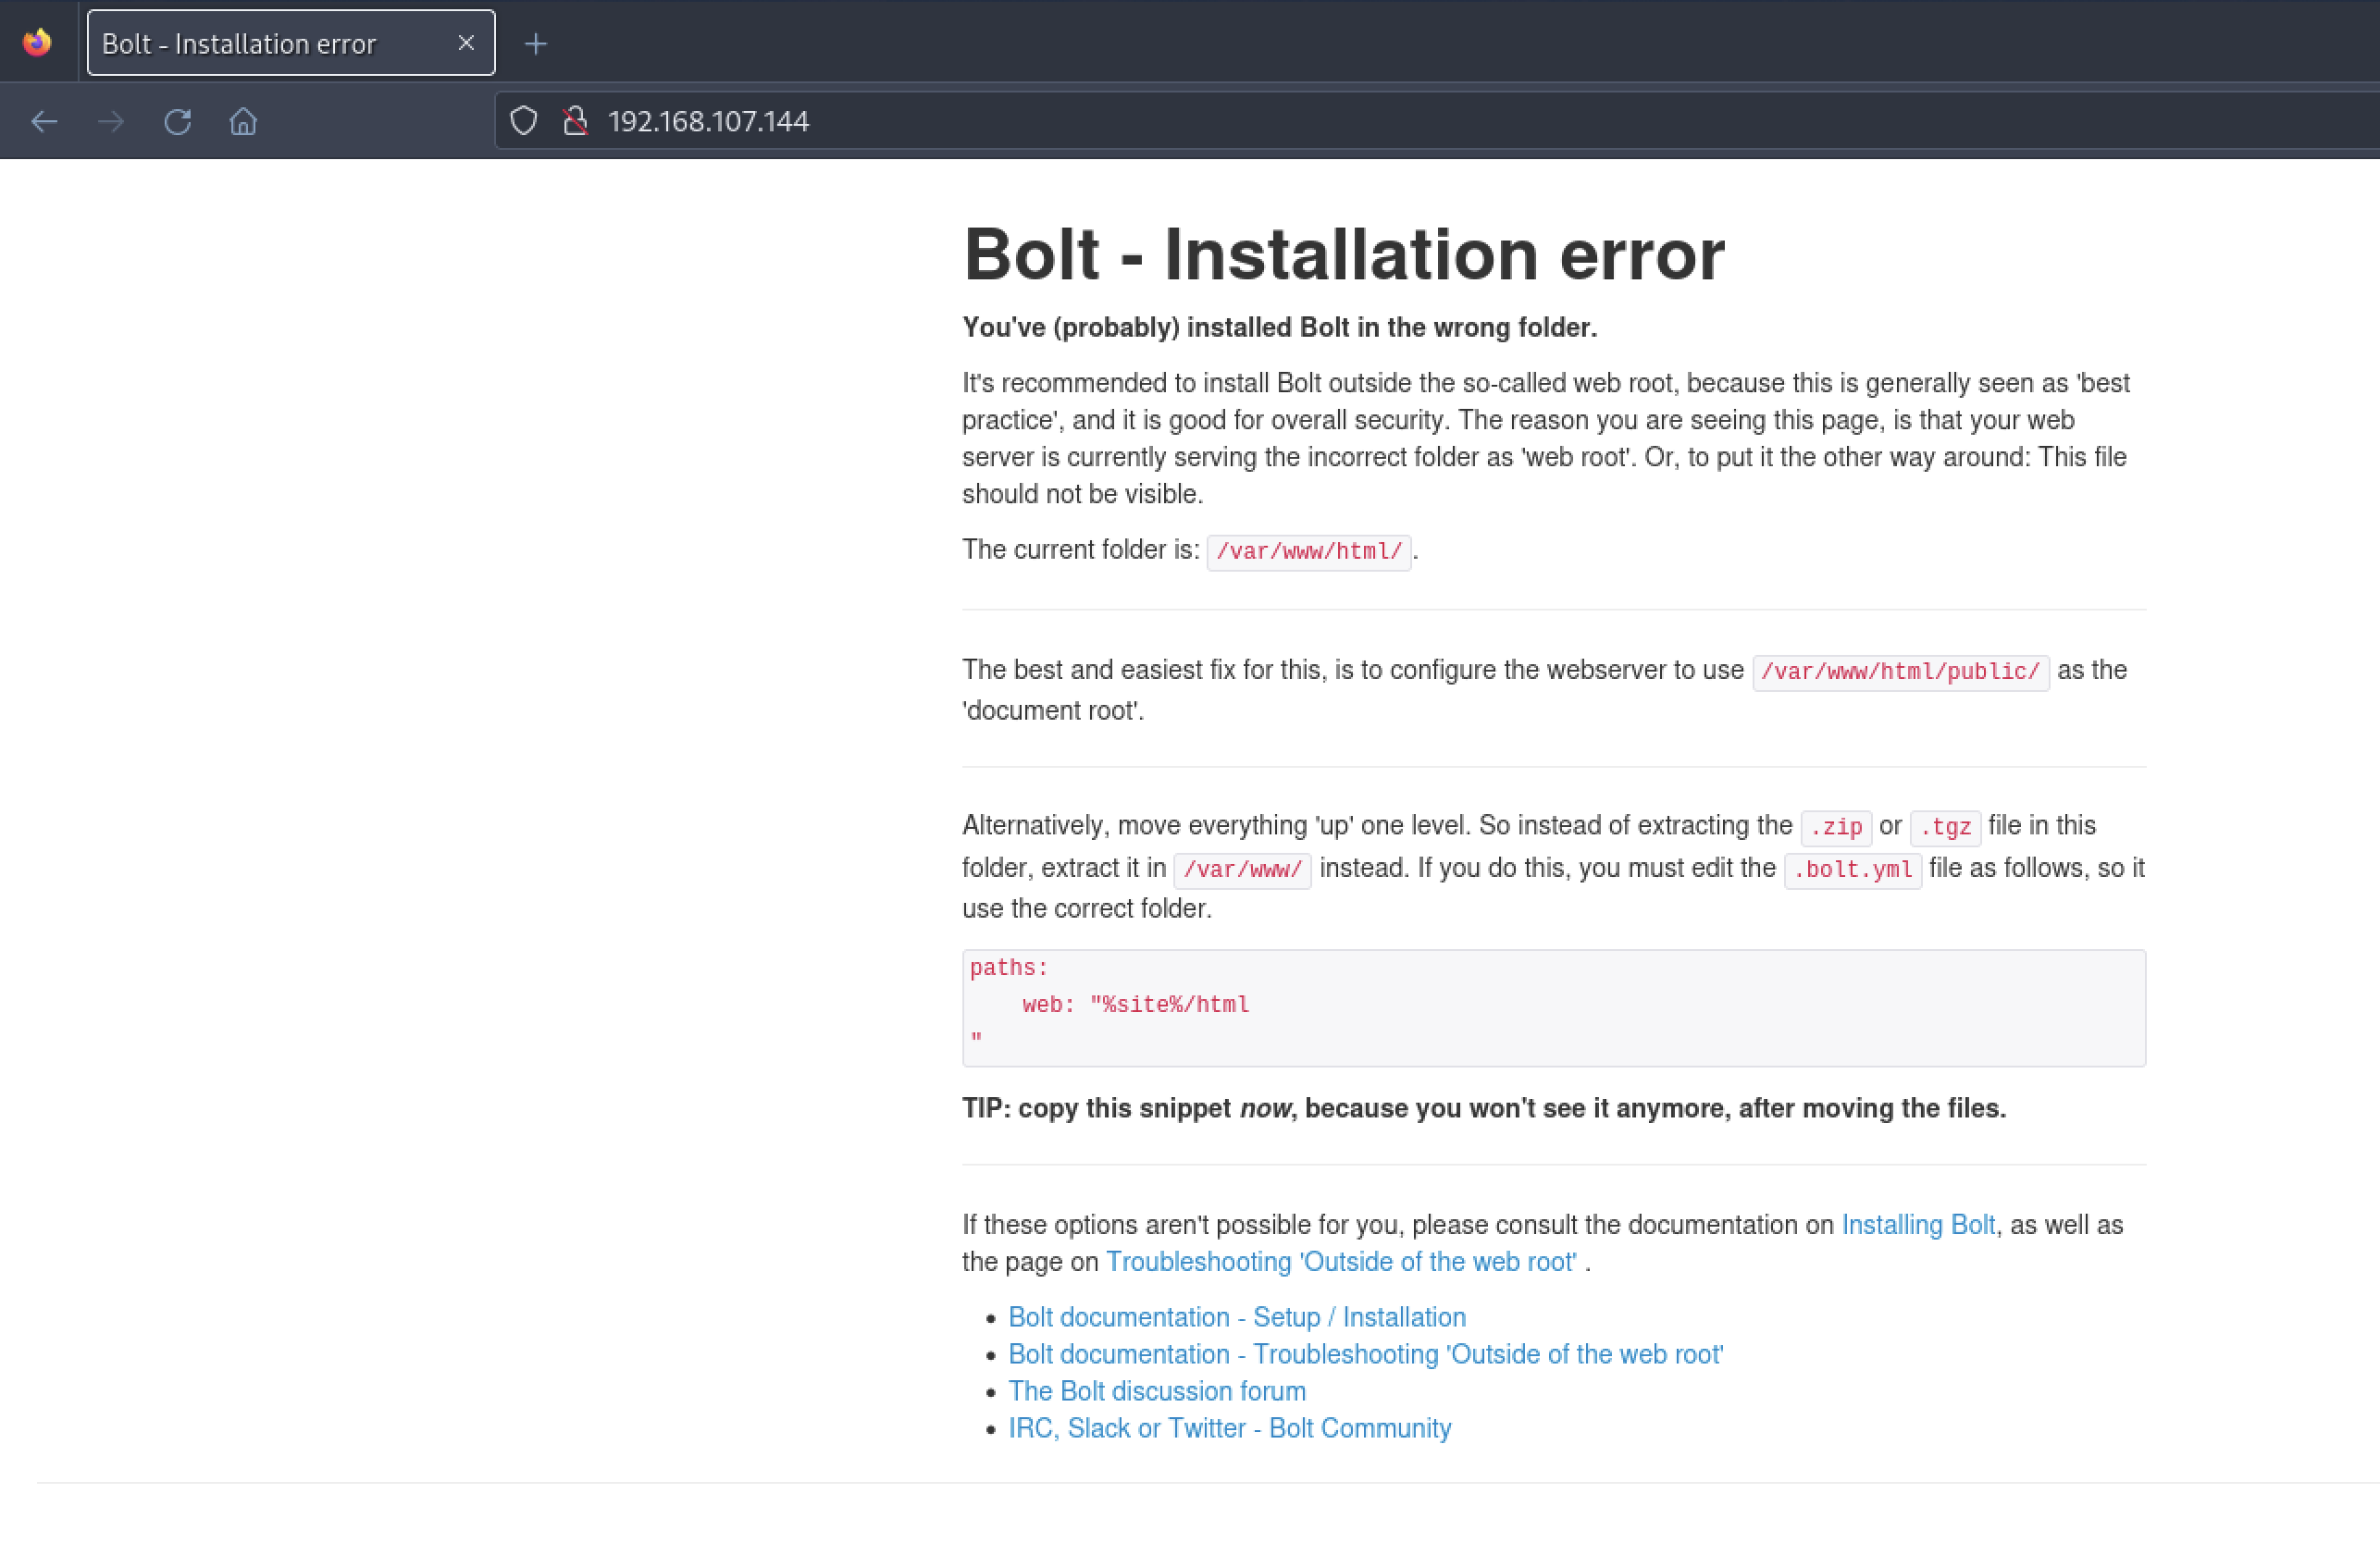 Bolt - Installation error
192.168.107.144
Bolt - Installation error
You've (probably) installed Bolt in the wrong folder.
It's recommended to install Bolt outside the so-called web root, because this is generally seen as 'best
practice', and it is good for overall security. The reason you are seeing this page, is that your web
server is currently serving the incorrect folder as 'web root'. Or, to put it the other way around: This file
should not be visible.
The current folder is: /var/www/html/ .
The best and easiest fix for this, is to configure the webserver to use /var/www/html/public/ as the
'document root'.
Alternatively, move everything 'up' one level. So instead of extracting the .zip or .tgz file in this
folder, extract it in /var/www/ instead. If you do this, you must edit the .bolt.yml file as follows, so it
use the correct folder.
paths:
    web: "%site%/html
"
TIP: copy this snippet now, because you won't see it anymore, after moving the files.
If these options aren't possible for you, please consult the documentation on Installing Bolt, as well as
the page on Troubleshooting 'Outside of the web root' .
• Bolt documentation - Setup / Installation
• Bolt documentation - Troubleshooting 'Outside of the web root'
• The Bolt discussion forum
• IRC, Slack or Twitter - Bolt Community